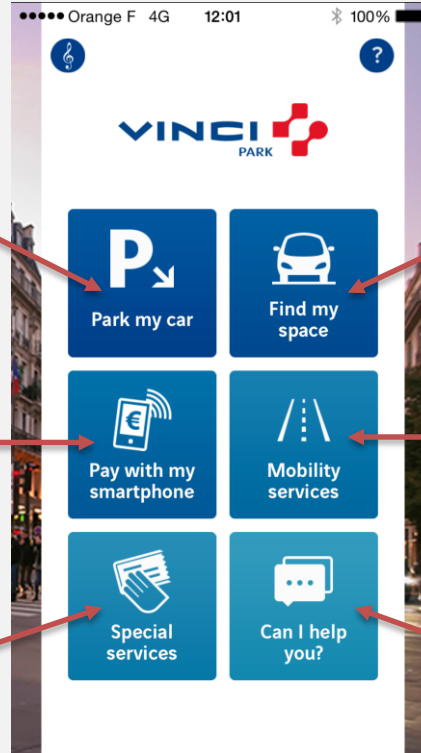 Orange F 4G 12:01 100%
?
VINCI
PARK
P
Park my car
Find my
space
€
Pay with my
smartphone
Mobility
services
Special
services
Can I help
you?